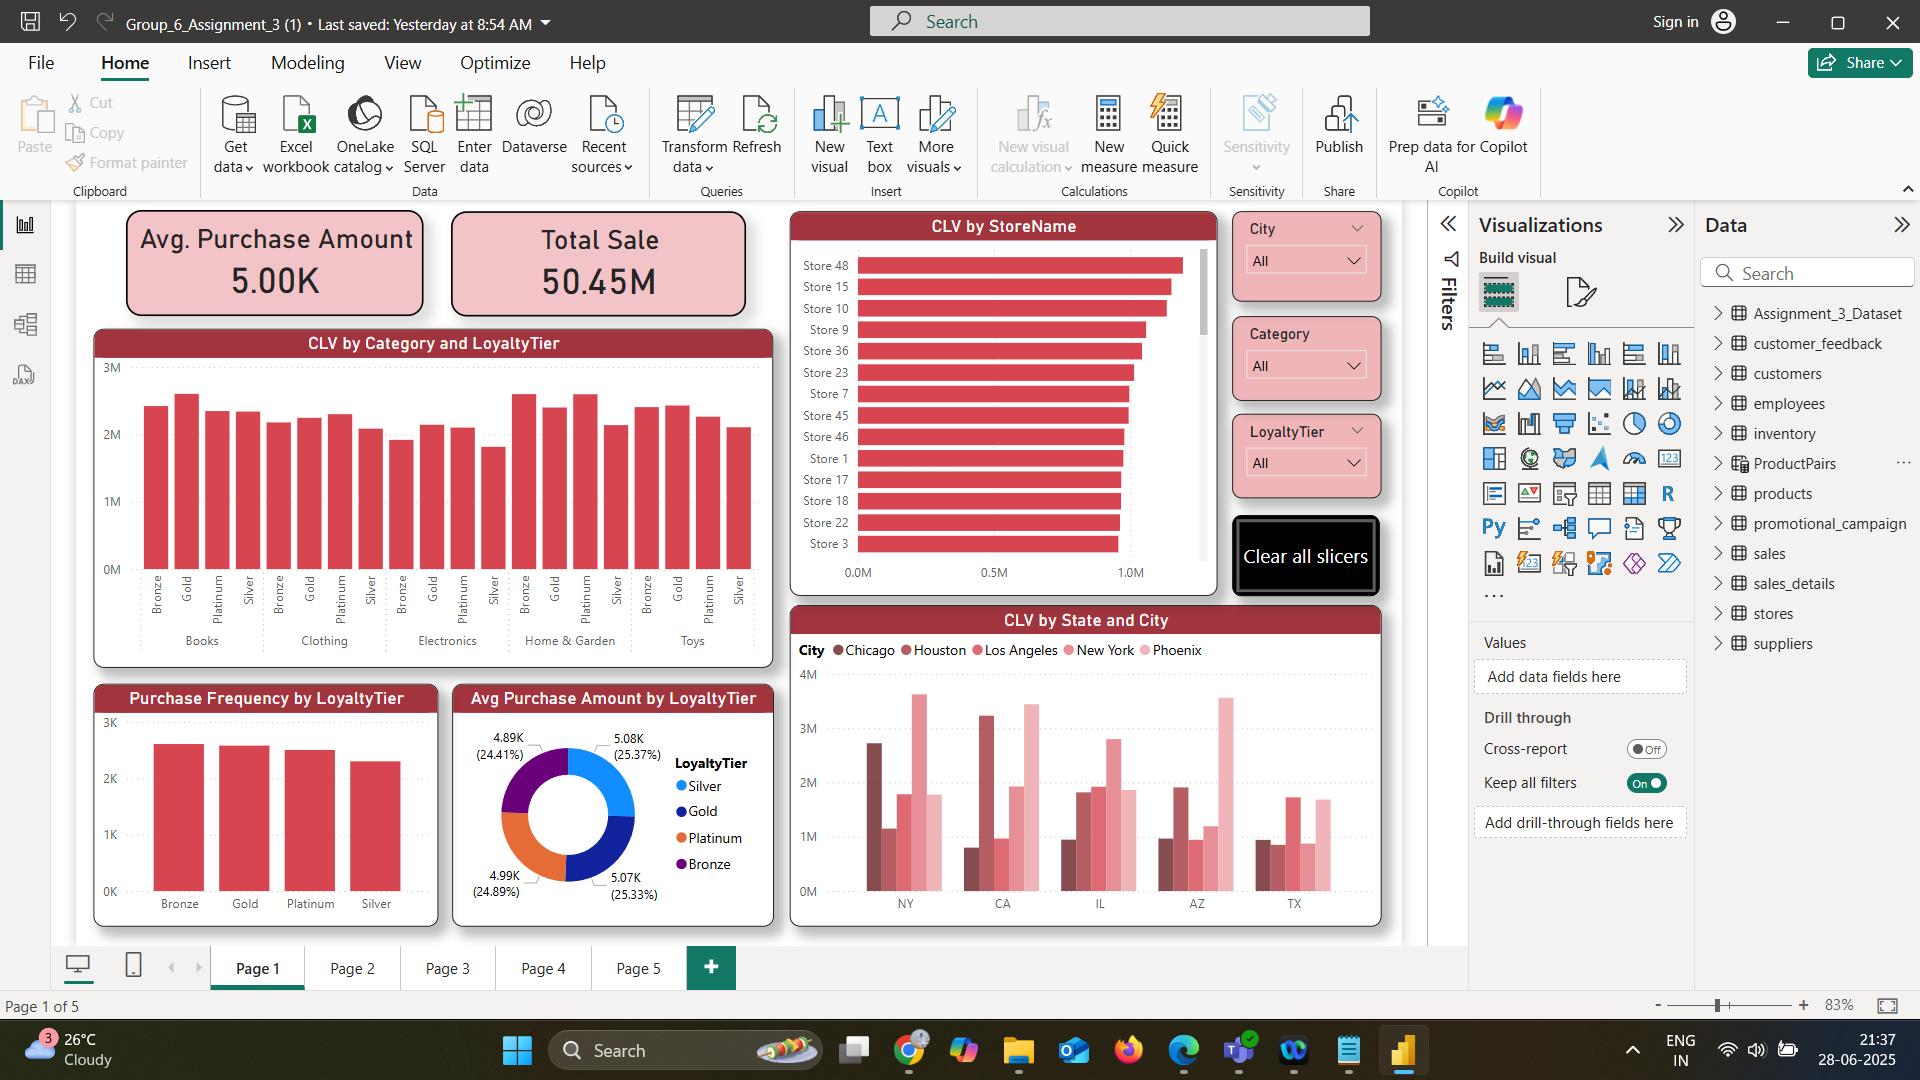 Group_6_Assignment_3 (1) • Last saved: Yesterday at 8:54 AM
Search
Sign in
File
Home
Insert
Modeling
View
Optimize
Help
Share
Paste
Cut
Copy
Format painter
Clipboard
Get data
Excel workbook
OneLake catalog
SQL Server
Enter data
Dataverse
Recent sources
Data
Transform data
Refresh
Queries
New visual
Text box
More visuals
Insert
New visual calculation
New measure
Quick measure
Calculations
Sensitivity
Sensitivity
Publish
Share
Prep data for AI
Copilot
Copilot
Avg. Purchase Amount
5.00K
Total Sale
50.45M
CLV by Category and LoyaltyTier
3M
2M
1M
0M
Bronze
Gold
Platinum
Silver
Bronze
Gold
Platinum
Silver
Bronze
Gold
Platinum
Silver
Bronze
Gold
Platinum
Silver
Bronze
Gold
Platinum
Silver
Books
Clothing
Electronics
Home & Garden
Toys
CLV by StoreName
Store 48
Store 15
Store 10
Store 9
Store 36
Store 23
Store 7
Store 45
Store 46
Store 1
Store 17
Store 18
Store 22
Store 3
0.0M
0.5M
1.0M
City
All
Category
All
LoyaltyTier
All
Clear all slicers
Purchase Frequency by LoyaltyTier
3K
2K
1K
0K
Bronze
Gold
Platinum
Silver
Avg Purchase Amount by LoyaltyTier
4.89K
(24.41%)
5.08K
(25.37%)
4.99K
(24.89%)
5.07K
(25.33%)
LoyaltyTier
Silver
Gold
Platinum
Bronze
CLV by State and City
City Chicago Houston Los Angeles New York Phoenix
4M
3M
2M
1M
0M
NY
CA
IL
AZ
TX
Filters
Visualizations
Build visual
123
R
Py
123
Values
Add data fields here
Drill through
Cross-report
Off
Keep all filters
On
Add drill-through fields here
Data
Search
Assignment_3_Dataset
customer_feedback
customers
employees
inventory
ProductPairs
products
promotional_campaign
sales
sales_details
stores
suppliers
Page 1
Page 2
Page 3
Page 4
Page 5
+
Page 1 of 5
- + 83%
3
26°C
Cloudy
Search
ENG
IN
21:37
28-06-2025